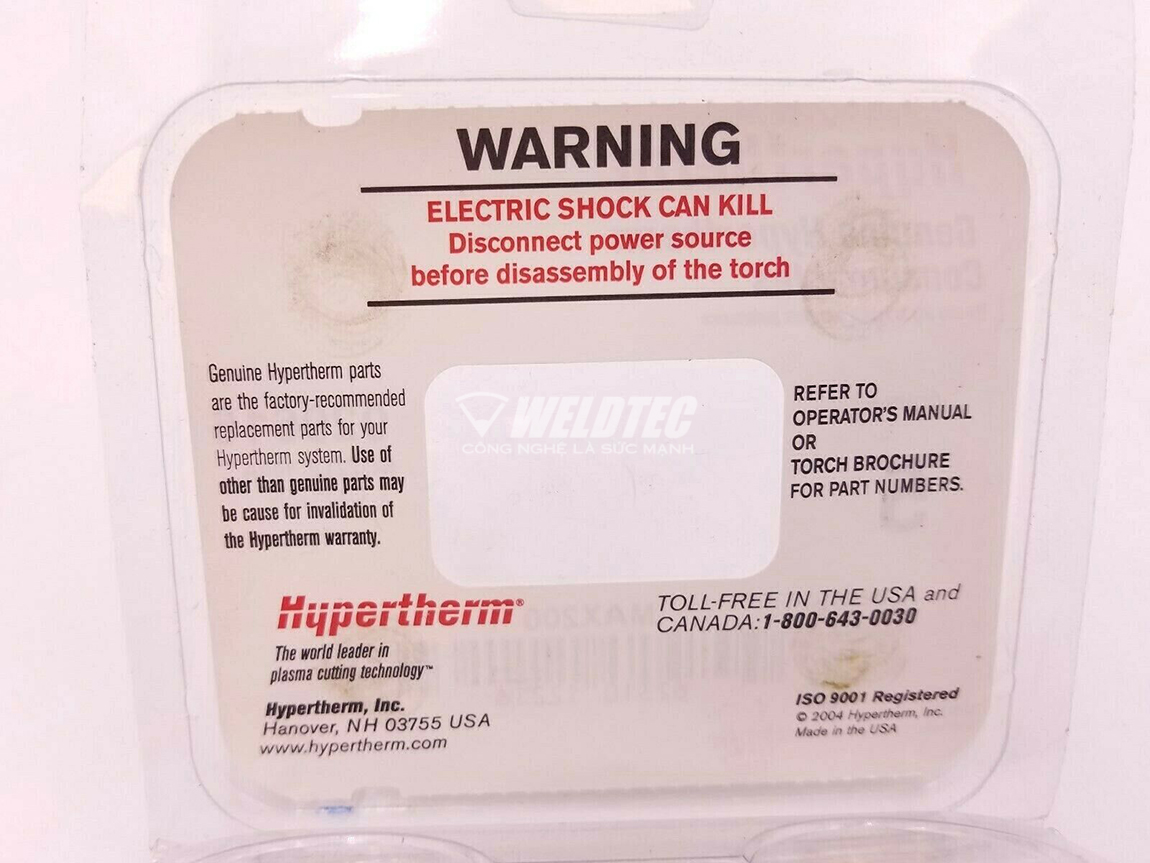 WARNING
ELECTRIC SHOCK CAN KILL
Disconnect power source
before disassembly of the torch
Genuine Hypertherm parts
are the factory-recommended
replacement parts for your
Hypertherm system. Use of
other than genuine parts may
be cause for invalidation of
the Hypertherm warranty.
WELDTEC
CÔNG NGHỆ LÀ SỨC MẠNH
REFER TO
OPERATOR'S MANUAL
OR
TORCH BROCHURE
FOR PART NUMBERS.
Hypertherm®
The world leader in
plasma cutting technology™
Hypertherm, Inc.
Hanover, NH 03755 USA
www.hypertherm.com
TOLL-FREE IN THE USA and
CANADA:1-800-643-0030
ISO 9001 Registered
© 2004 Hypertherm, Inc.
Made in the USA